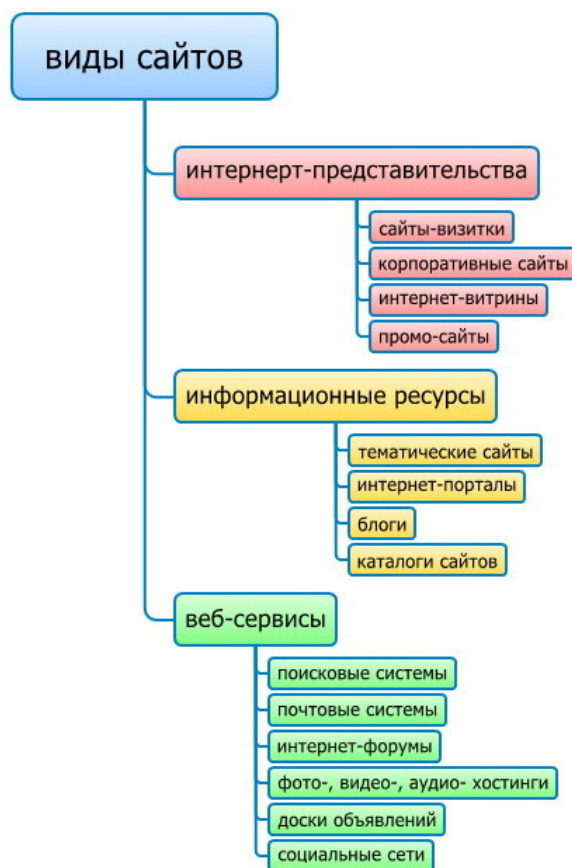 виды сайтов
интернерт-представительства
сайты-визитки
корпоративные сайты
интернет-витрины
промо-сайты
информационные ресурсы
тематические сайты
интернет-порталы
блоги
каталоги сайтов
веб-сервисы
поисковые системы
почтовые системы
интернет-форумы
фото-, видео-, аудио- хостинги
доски объявлений
социальные сети